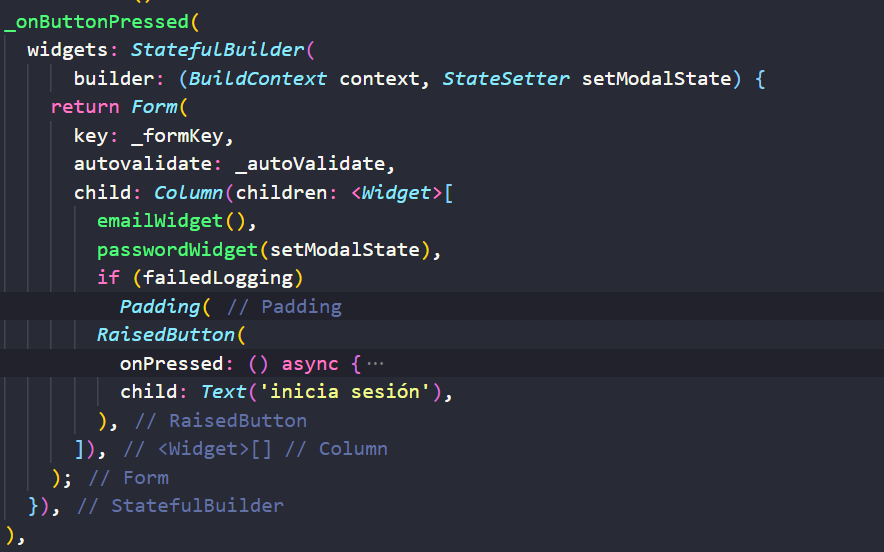 _onButtonPressed(
  widgets: StatefulBuilder(
      builder: (BuildContext context, StateSetter setModalState) {
    return Form(
      key: _formKey,
      autovalidate: _autoValidate,
      child: Column(children: <Widget>[
        emailWidget(),
        passwordWidget(setModalState),
        if (failedLogging)
          Padding( // Padding
        RaisedButton(
          onPressed: () async {···
          child: Text('inicia sesión'),
        ), // RaisedButton
      ]), // <Widget>[] // Column
    ); // Form
  }), // StatefulBuilder
),